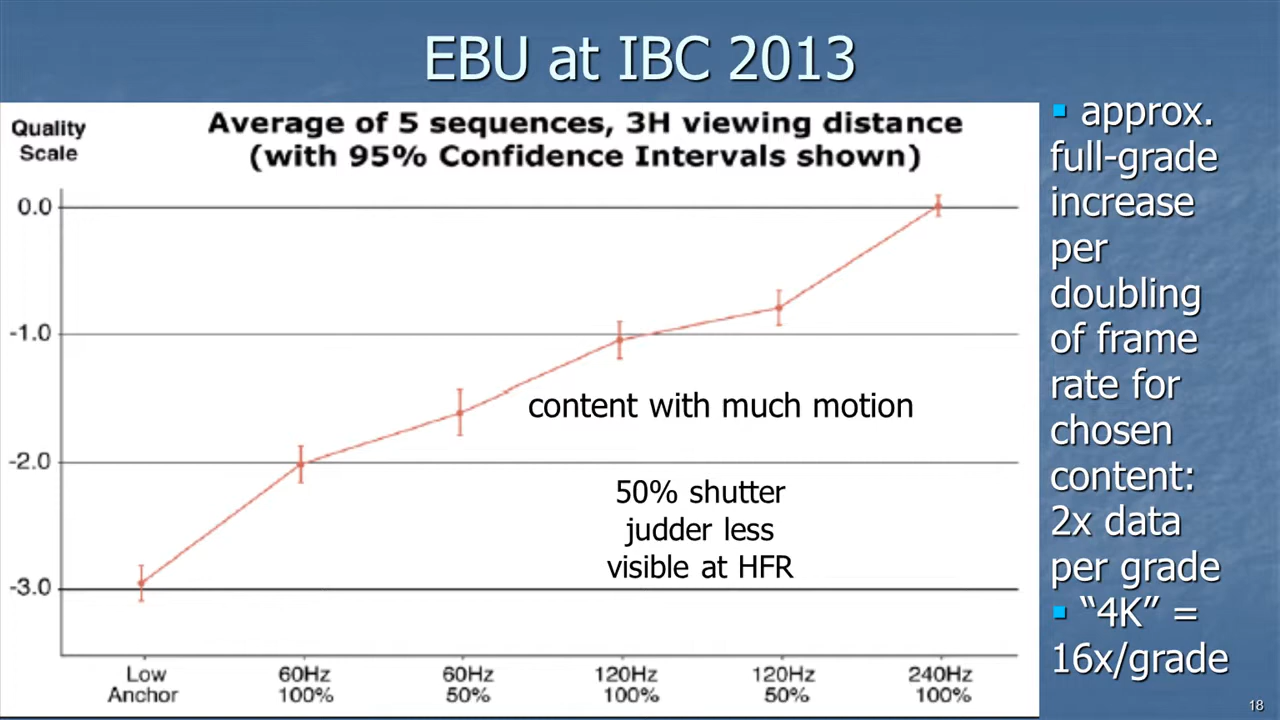 EBU at IBC 2013
Quality
Scale
Average of 5 sequences, 3H viewing distance
(with 95% Confidence Intervals shown)
0.0
-1.0
-2.0
-3.0
content with much motion
50% shutter
judder less
visible at HFR
Low
Anchor
60Hz
100%
60Hz
50%
120Hz
100%
120Hz
50%
240Hz
100%
▪ approx.
full-grade
increase
per
doubling
of frame
rate for
chosen
content:
2x data
per grade
▪ “4K” =
16x/grade
18